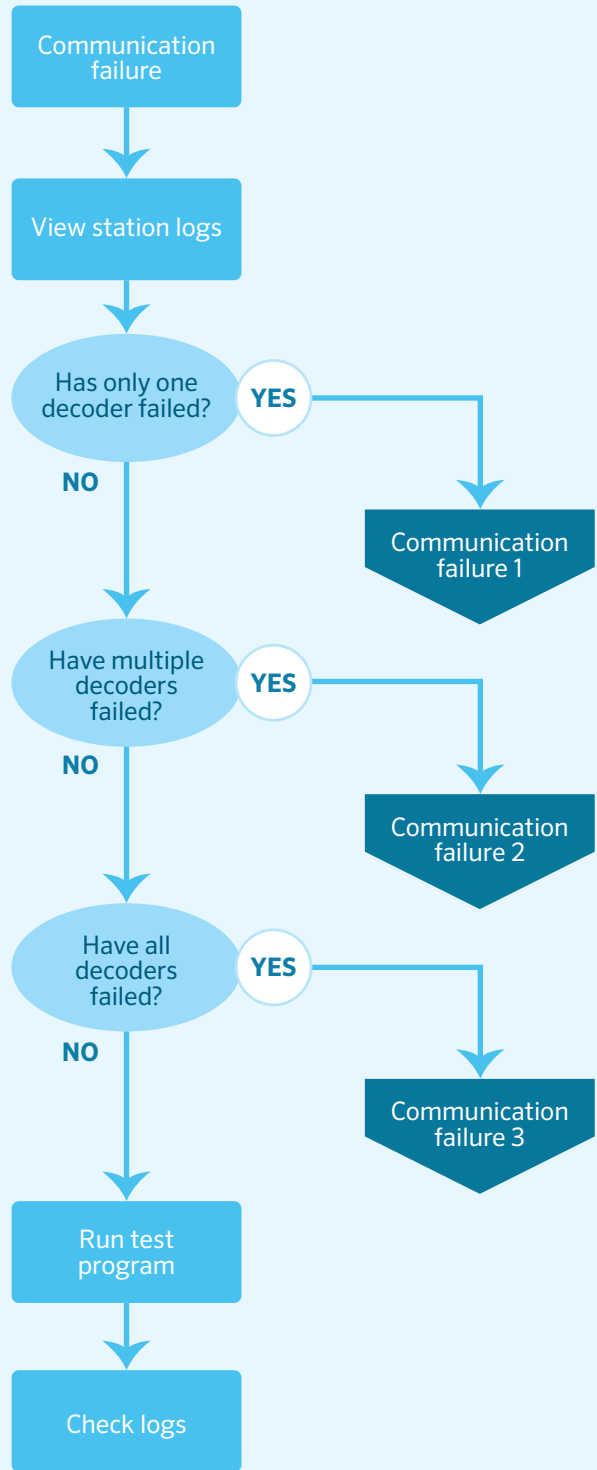 Communication
failure
View station logs
Has only one
decoder failed?
YES
NO
Communication
failure 1
Have multiple
decoders
failed?
YES
NO
Communication
failure 2
Have all
decoders
failed?
YES
NO
Communication
failure 3
Run test
program
Check logs